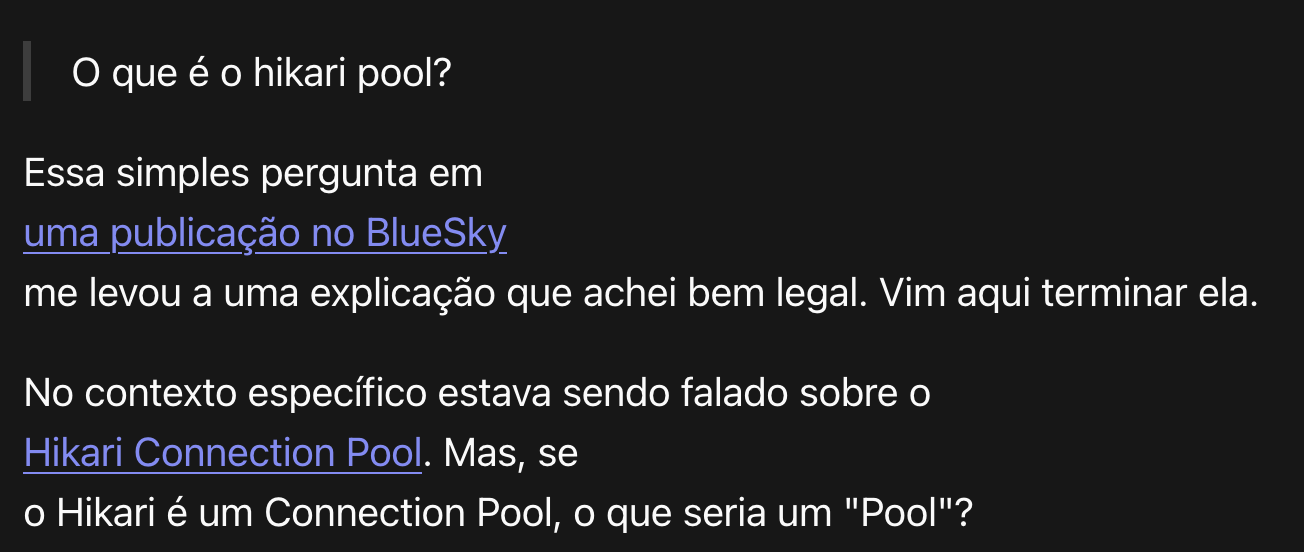 O que é o hikari pool?
Essa simples pergunta em
uma publicação no BlueSky
me levou a uma explicação que achei bem legal. Vim aqui terminar ela.
No contexto específico estava sendo falado sobre o
Hikari Connection Pool. Mas, se
o Hikari é um Connection Pool, o que seria um "Pool"?